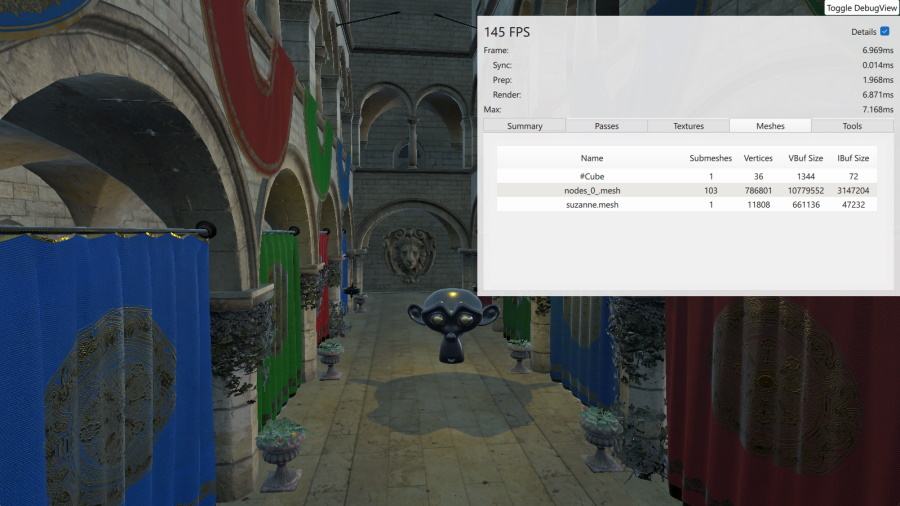 Toggle DebugView
145 FPS Details
Frame: 6.969ms
Sync: 0.014ms
Prep: 1.968ms
Render: 6.871ms
Max: 7.168ms
Summary Passes Textures Meshes Tools
Name Submeshes Vertices VBuf Size IBuf Size
#Cube 1 36 1344 72
nodes_0_.mesh 103 786801 10779552 3147204
suzanne.mesh 1 11808 661136 47232